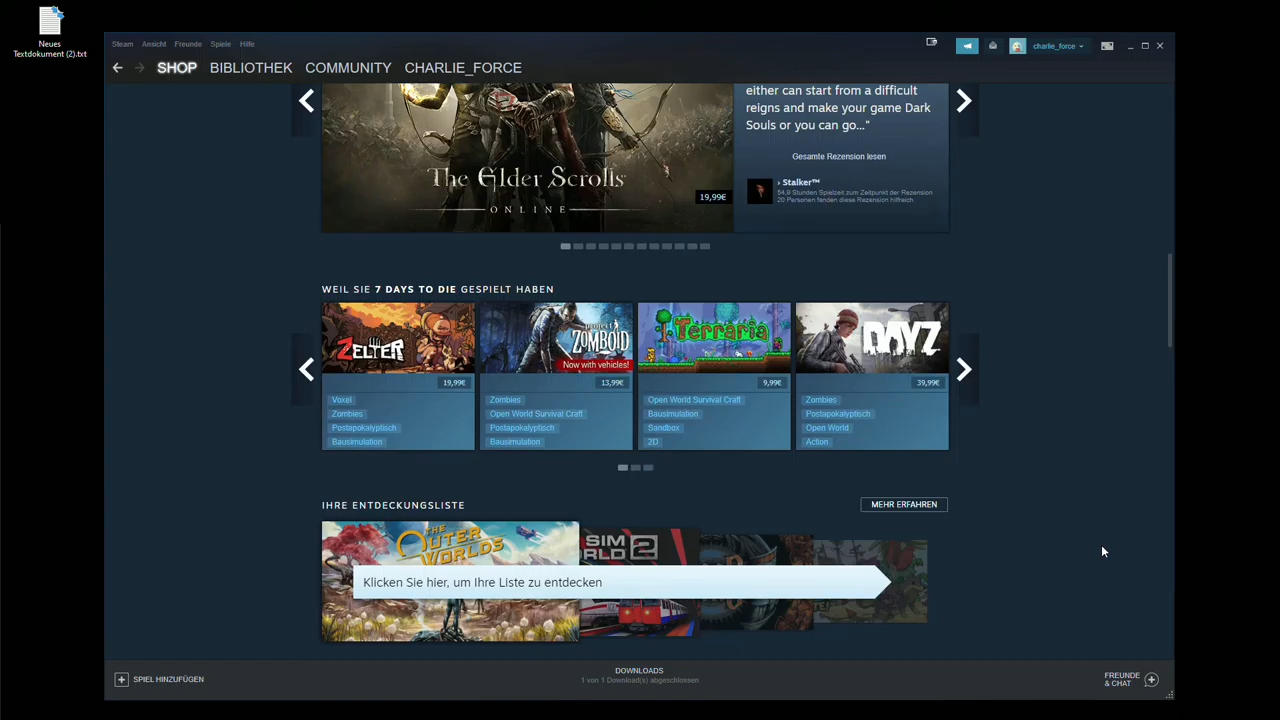 Neues
Textdokument (2).txt
Steam Ansicht Freunde Spiele Hilfe
charlie_force
SHOP BIBLIOTHEK COMMUNITY CHARLIE_FORCE
either can start from a difficult
reigns and make your game Dark
Souls or you can go..."
Gesamte Rezension lesen
The Elder Scrolls
ONLINE
19,99€
› Stalker™
54,9 Stunden Spielzeit zum Zeitpunkt der Rezension
20 Personen fanden diese Rezension hilfreich
WEIL SIE 7 DAYS TO DIE GESPIELT HABEN
ZELTER
project ZOMBOID
Now with vehicles!
Terraria
DAYZ
19,99€ 13,99€ 9,99€ 39,99€
Voxel Zombies Open World Survival Craft Zombies
Zombies Open World Survival Craft Bausimulation Postapokalyptisch
Postapokalyptisch Postapokalyptisch Sandbox Open World
Bausimulation Bausimulation 2D Action
IHRE ENTDECKUNGSLISTE
MEHR ERFAHREN
THE
OUTER
WORLDS
SIM
WORLD 2
Klicken Sie hier, um Ihre Liste zu entdecken
SPIEL HINZUFÜGEN
DOWNLOADS
1 von 1 Download(s) abgeschlossen
FREUNDE
& CHAT